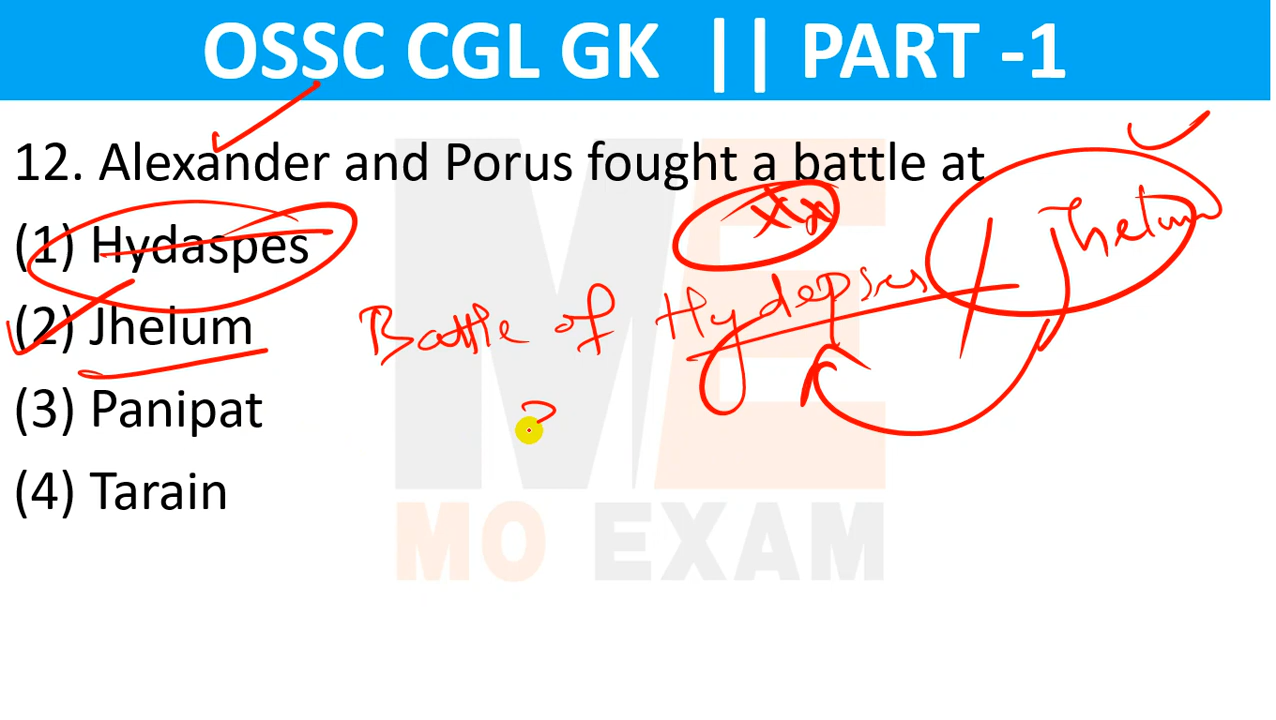 OSSC CGL GK || PART -1
12. Alexander and Porus fought a battle at
(1) Hydaspes
(2) Jhelum
(3) Panipat
(4) Tarain
Battle of Hydepses / Jhelum
?
MO EXAM